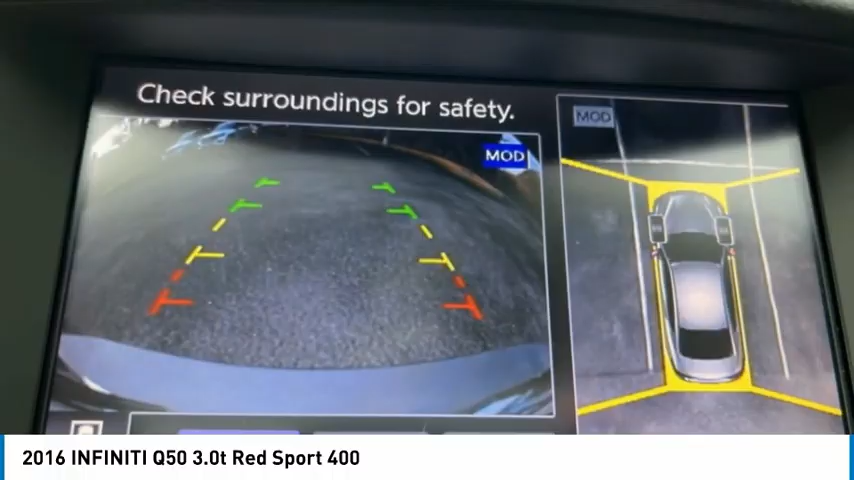 Check surroundings for safety.
MOD
MOD
2016 INFINITI Q50 3.0t Red Sport 400